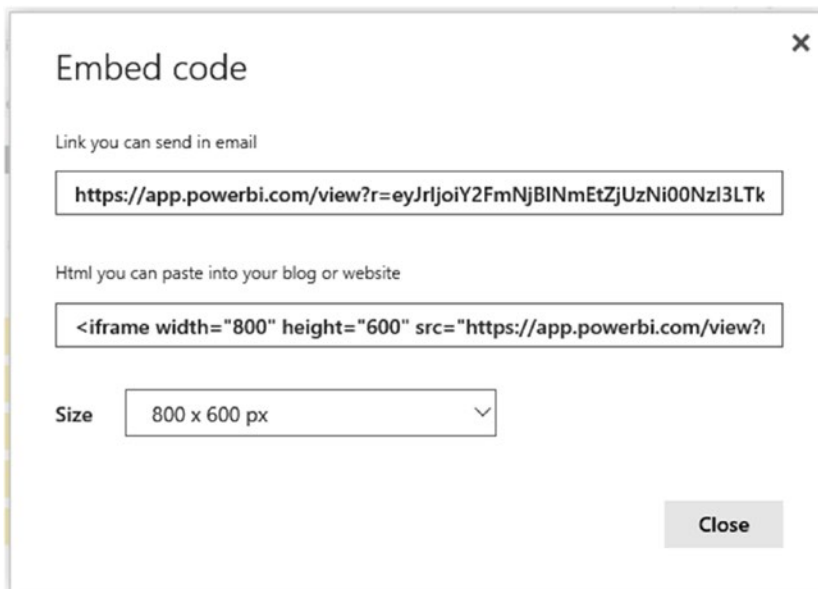 Embed code
Link you can send in email
https://app.powerbi.com/view?r=eyJrIjoiY2FmNjBINmEtZjUzNi00NzI3LTk
Html you can paste into your blog or website
<iframe width="800" height="600" src="https://app.powerbi.com/view?r
Size
800 x 600 px
Close